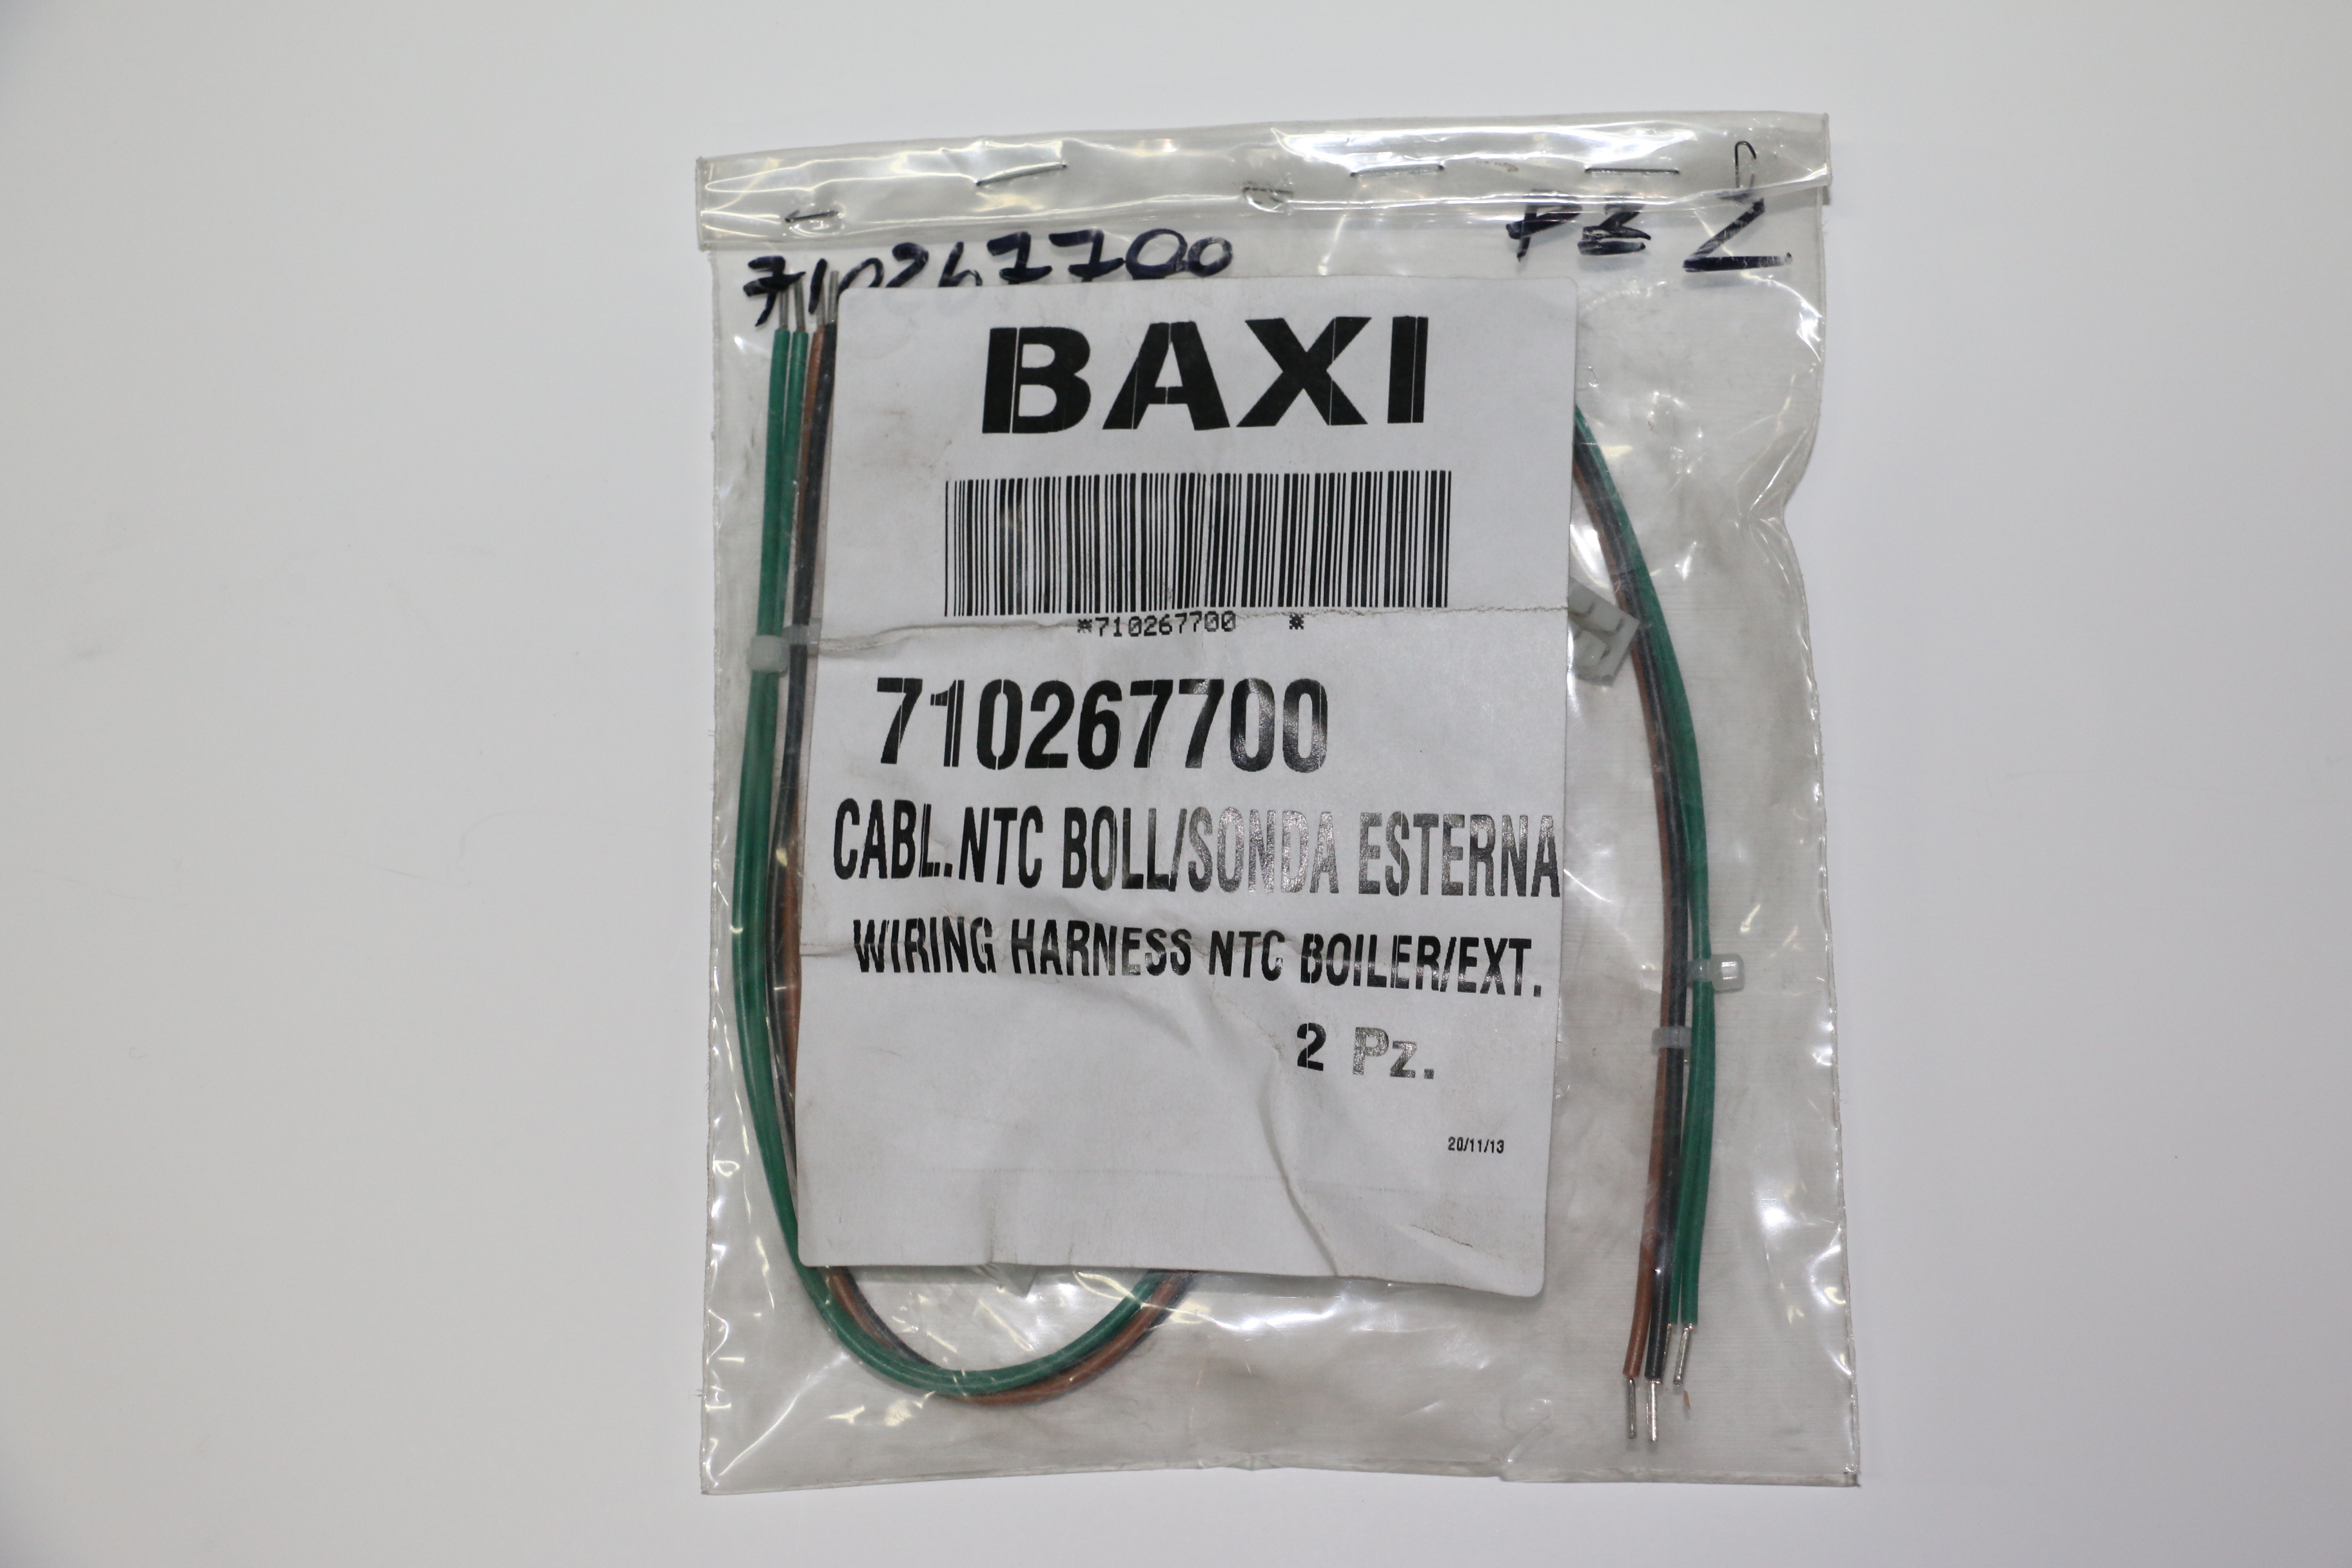 710267700 PZ 2
BAXI
*710267700 *
710267700
CABL.NTC BOLL/SONDA ESTERNA
WIRING HARNESS NTC BOILER/EXT.
2 Pz.
20/11/13